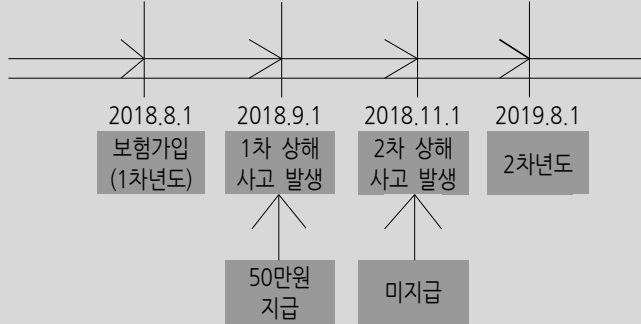 2018.8.1
2018.9.1
2018.11.1
2019.8.1
보험가입
(1차년도)
1차 상해
사고 발생
2차 상해
사고 발생
2차년도
50만원
지급
미지급